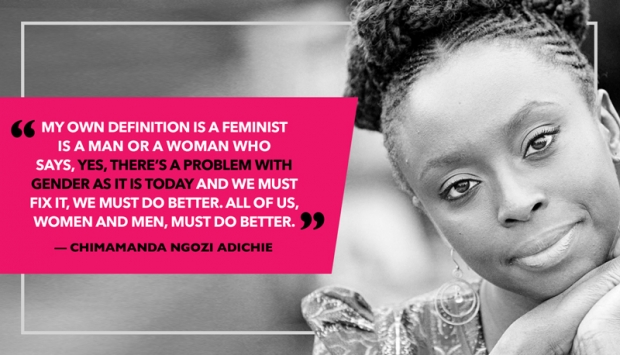 “ MY OWN DEFINITION IS A FEMINIST
IS A MAN OR A WOMAN WHO
SAYS, YES, THERE’S A PROBLEM WITH
GENDER AS IT IS TODAY AND WE MUST
FIX IT, WE MUST DO BETTER. ALL OF US,
WOMEN AND MEN, MUST DO BETTER. ”
— CHIMAMANDA NGOZI ADICHIE